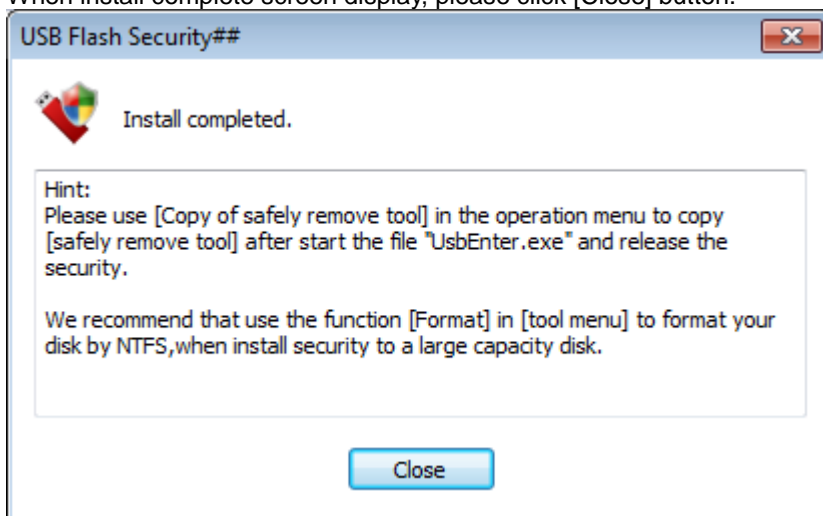 When install complete screen display, please click [Close] button.
USB Flash Security##
Install completed.
Hint:
Please use [Copy of safely remove tool] in the operation menu to copy
[safely remove tool] after start the file "UsbEnter.exe" and release the
security.
We recommend that use the function [Format] in [tool menu] to format your
disk by NTFS,when install security to a large capacity disk.
Close